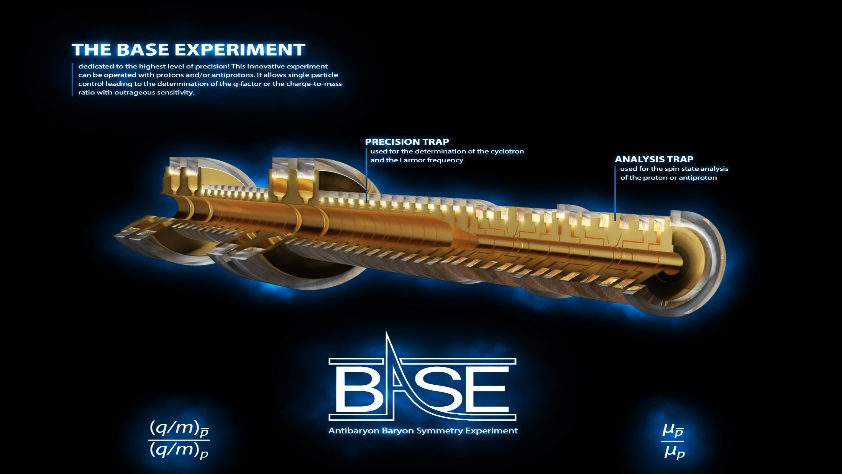 THE BASE EXPERIMENT
dedicated to the highest level of precision! This innovative experiment
can be operated with protons and/or antiprotons. It allows single particle
control leading to the determination of the g-factor or the charge-to-mass
ratio with outrageous sensitivity.
PRECISION TRAP
used for the determination of the cyclotron
and the Larmor frequency
ANALYSIS TRAP
used for the spin state analysis
of the proton or antiproton
BASE
Antibaryon Baryon Symmetry Experiment
(q/m)p̅
(q/m)p
μp̅
μp